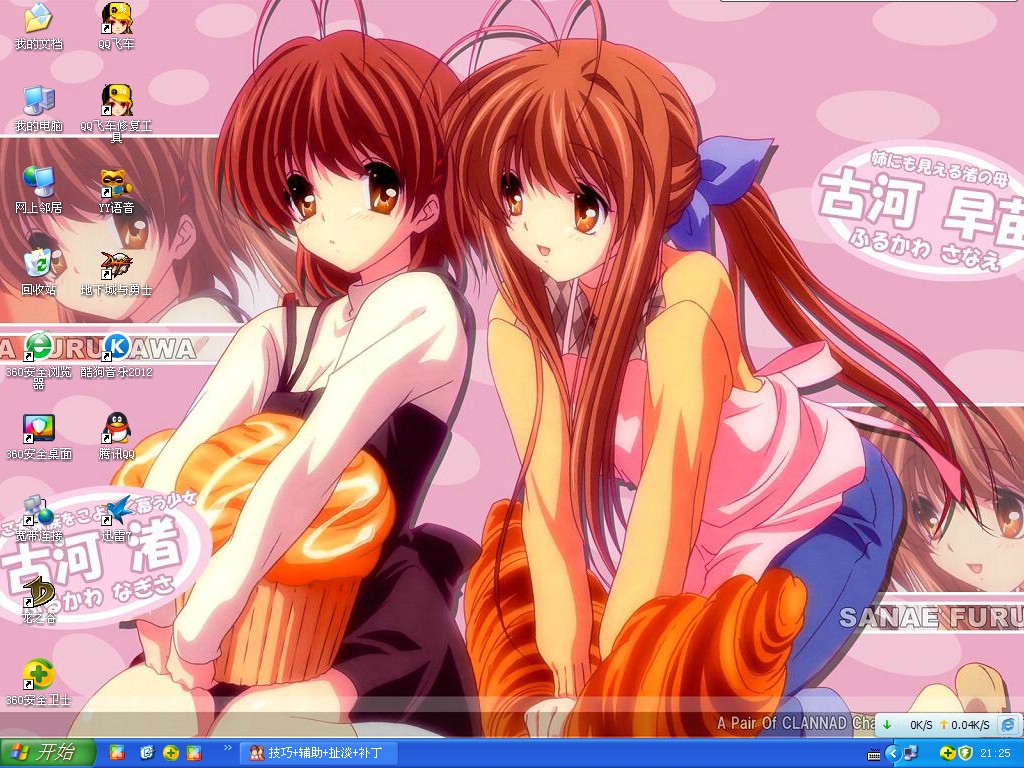 我的文档
QQ飞车
我的电脑
QQ飞车修复工
具
网上邻居
YY语音
回收站
地下城与勇士
360安全浏览
器
酷狗音乐2012
360安全桌面
腾讯QQ
宽带连接
迅雷7
龙之谷
360安全卫士
姉にも見える渚の母
古河 早苗
ふるかわ さなえ
AWA
慕う少女
古河 渚
るかわ なぎさ
SANAE FURU
A Pair Of CLANNAD Cha
0K/S
0.04K/S
开始
技巧+辅助+扯淡+补丁
21:25